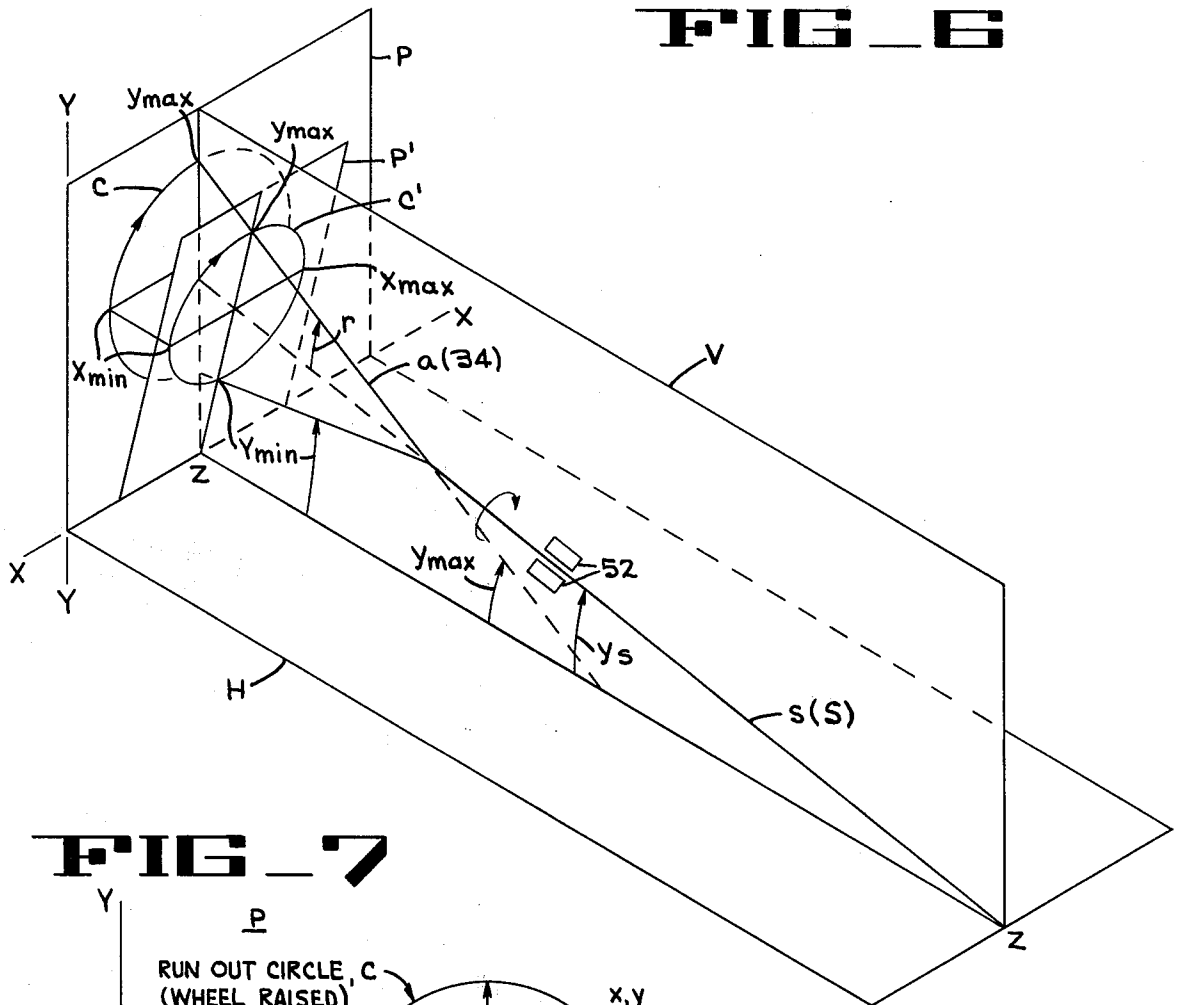 FIG_6
P
Y
Ymax
Ymax
P'
C
C'
Xmax
X
r
a(34)
V
Xmin
Ymin
Z
X
Y
Ymax
52
Ys
H
s(S)
Z
FIG_7
Y
P
RUN OUT CIRCLE, C
(WHEEL RAISED)
X,Y